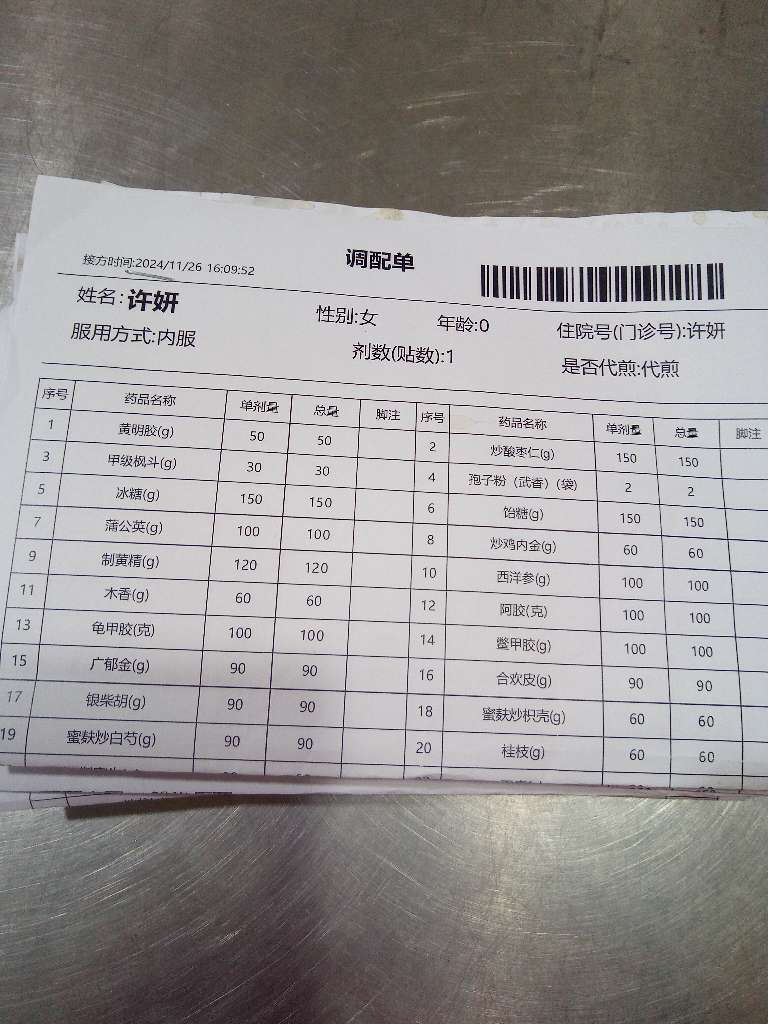 接方时间:2024/11/26 16:09:52
调配单
姓名:许妍 性别:女 年龄:0 住院号(门诊号):许妍
服用方式:内服 剂数(贴数):1 是否代煎:代煎
序号 药品名称 单剂量 总量 脚注 序号 药品名称 单剂量 总量 脚注
1 黄明胶(g) 50 50 2 炒酸枣仁(g) 150 150
3 甲级枫斗(g) 30 30 4 孢子粉（武香）(袋) 2 2
5 冰糖(g) 150 150 6 饴糖(g) 150 150
7 蒲公英(g) 100 100 8 炒鸡内金(g) 60 60
9 制黄精(g) 120 120 10 西洋参(g) 100 100
11 木香(g) 60 60 12 阿胶(克) 100 100
13 龟甲胶(克) 100 100 14 鳖甲胶(g) 100 100
15 广郁金(g) 90 90 16 合欢皮(g) 90 90
17 银柴胡(g) 90 90 18 蜜麸炒枳壳(g) 60 60
19 蜜麸炒白芍(g) 90 90 20 桂枝(g) 60 60